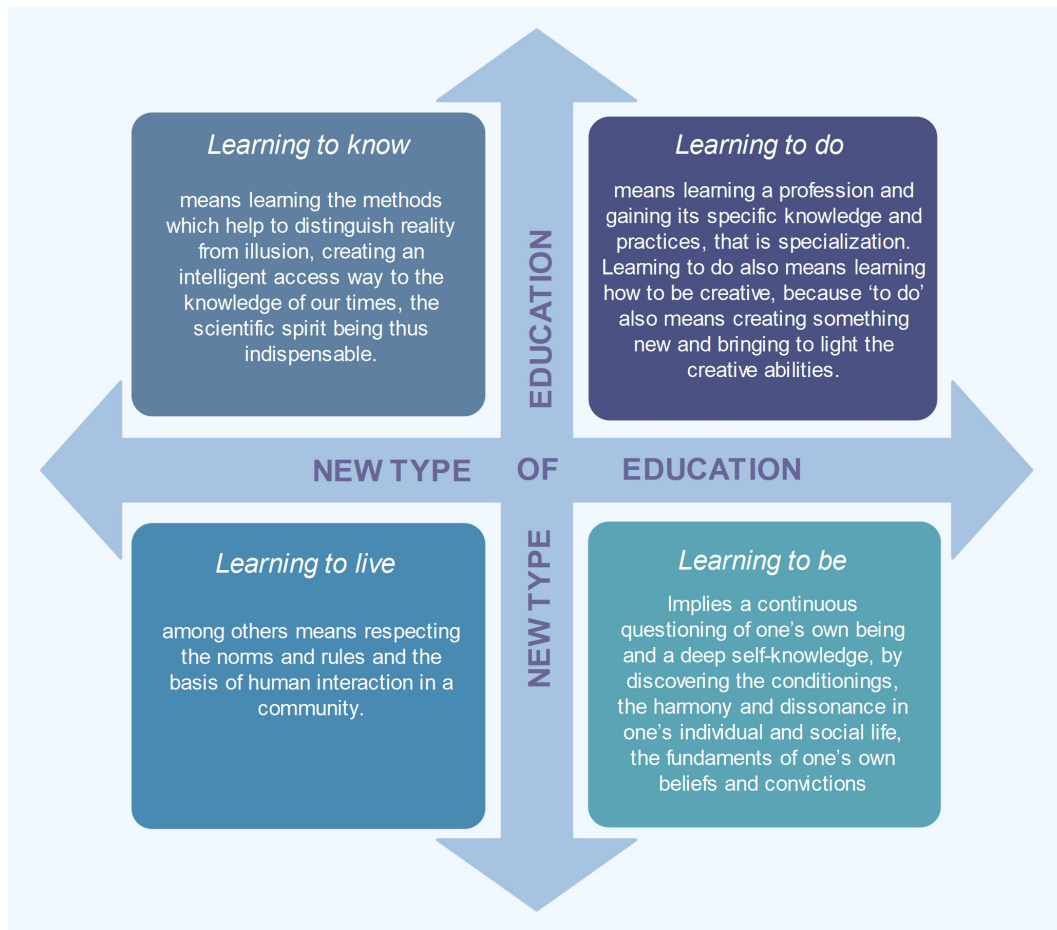 Learning to know
means learning the methods
which help to distinguish reality
from illusion, creating an
intelligent access way to the
knowledge of our times, the
scientific spirit being thus
indispensable.
Learning to do
means learning a profession and
gaining its specific knowledge and
practices, that is specialization.
Learning to do also means learning
how to be creative, because ‘to do’
also means creating something
new and bringing to light the
creative abilities.
EDUCATION
NEW TYPE OF EDUCATION
NEW TYPE
Learning to live
among others means respecting
the norms and rules and the
basis of human interaction in a
community.
Learning to be
Implies a continuous
questioning of one’s own being
and a deep self-knowledge, by
discovering the conditionings,
the harmony and dissonance in
one’s individual and social life,
the fundaments of one’s own
beliefs and convictions